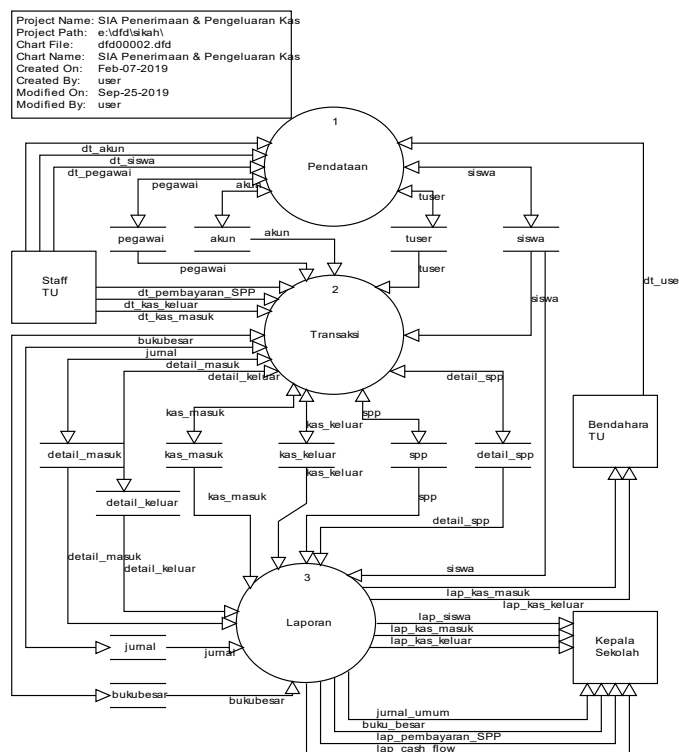 Project Name: SIA Penerimaan & Pengeluaran Kas
Project Path: e:\dfd\sikah\
Chart File: dfd00002.dfd
Chart Name: SIA Penerimaan & Pengeluaran Kas
Created On: Feb-07-2019
Created By: user
Modified On: Sep-25-2019
Modified By: user
1
Pendataan
dt_akun
dt_siswa
dt_pegawai
pegawai
akun
tuser
siswa
pegawai
akun
akun
tuser
siswa
pegawai
tuser
siswa
Staff
TU
2
Transaksi
dt_pembayaran_SPP
dt_kas_keluar
dt_kas_masuk
dt_use
bukubesar
jurnal
detail_masuk
detail_keluar
detail_spp
kas_masuk
kas_keluar
spp
Bendahara
TU
detail_masuk
kas_masuk
kas_keluar
spp
detail_spp
kas_keluar
detail_keluar
kas_masuk
spp
detail_spp
detail_masuk
detail_keluar
siswa
3
Laporan
lap_kas_masuk
lap_kas_keluar
lap_siswa
lap_kas_masuk
lap_kas_keluar
Kepala
Sekolah
jurnal
jurnal
bukubesar
bukubesar
jurnal_umum
buku_besar
lap_pembayaran_SPP
lap_cash_flow